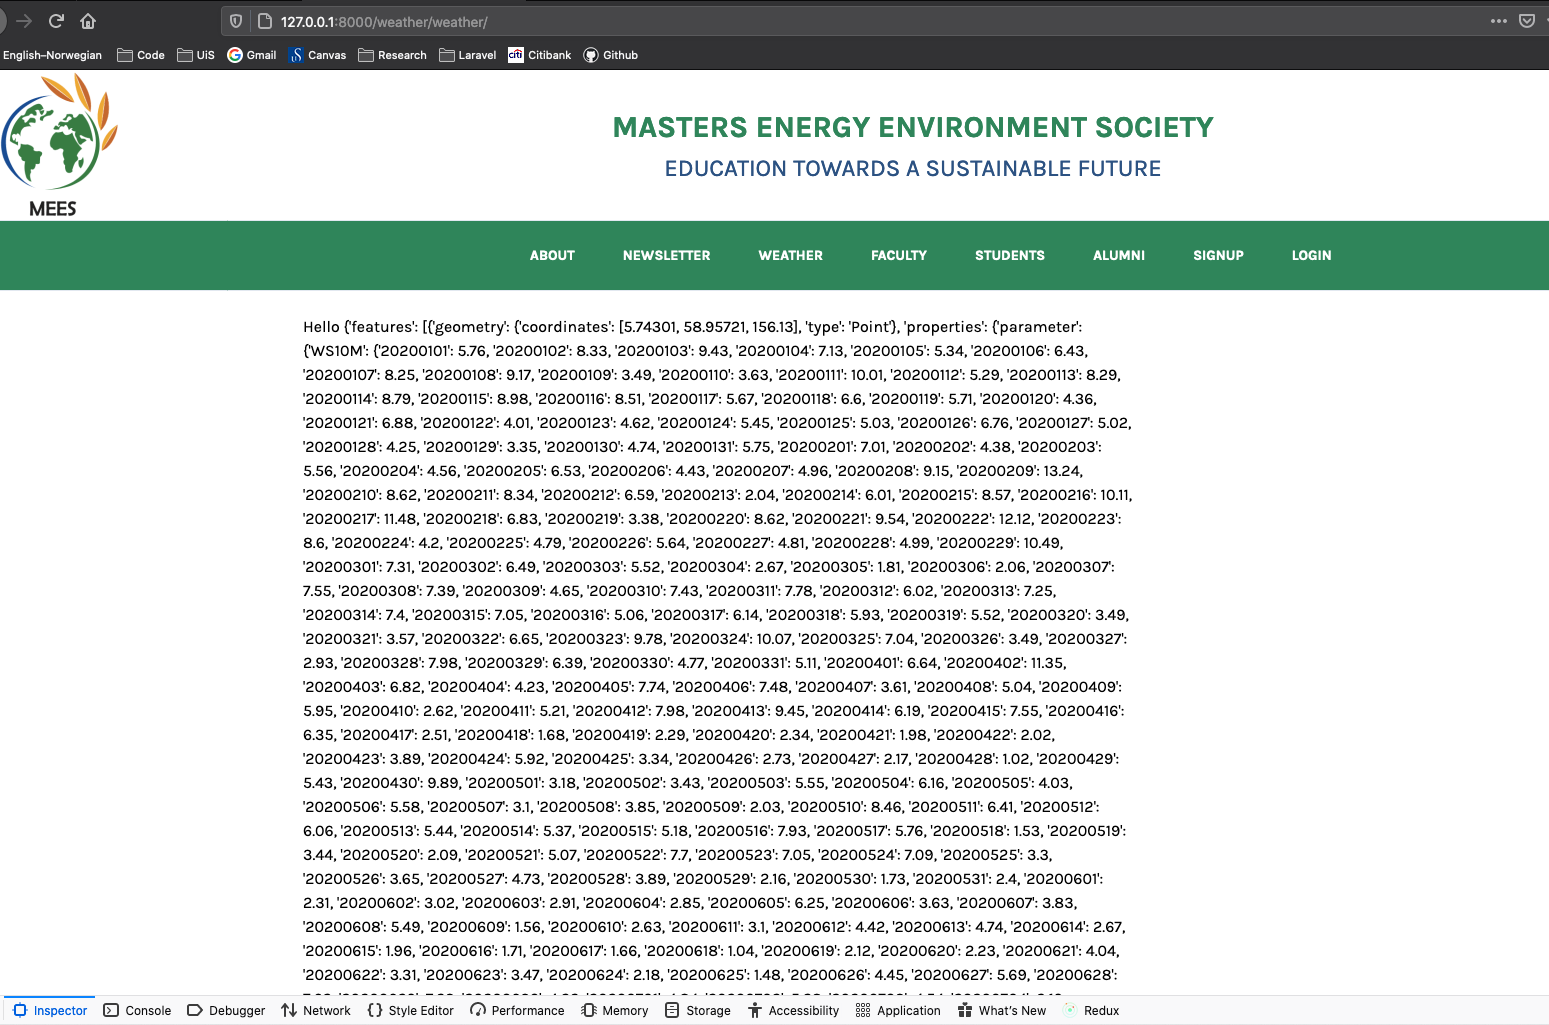 127.0.0.1:8000/weather/weather/
English–Norwegian Code UiS Gmail Canvas Research Laravel citi Citibank Github
MEES
MASTERS ENERGY ENVIRONMENT SOCIETY
EDUCATION TOWARDS A SUSTAINABLE FUTURE
ABOUT NEWSLETTER WEATHER FACULTY STUDENTS ALUMNI SIGNUP LOGIN
Hello {'features': [{'geometry': {'coordinates': [5.74301, 58.95721, 156.13], 'type': 'Point'}, 'properties': {'parameter':
{'WS10M': {'20200101': 5.76, '20200102': 8.33, '20200103': 9.43, '20200104': 7.13, '20200105': 5.34, '20200106': 6.43,
'20200107': 8.25, '20200108': 9.17, '20200109': 3.49, '20200110': 3.63, '20200111': 10.01, '20200112': 5.29, '20200113': 8.29,
'20200114': 8.79, '20200115': 8.98, '20200116': 8.51, '20200117': 5.67, '20200118': 6.6, '20200119': 5.71, '20200120': 4.36,
'20200121': 6.88, '20200122': 4.01, '20200123': 4.62, '20200124': 5.45, '20200125': 5.03, '20200126': 6.76, '20200127': 5.02,
'20200128': 4.25, '20200129': 3.35, '20200130': 4.74, '20200131': 5.75, '20200201': 7.01, '20200202': 4.38, '20200203':
5.56, '20200204': 4.56, '20200205': 6.53, '20200206': 4.43, '20200207': 4.96, '20200208': 9.15, '20200209': 13.24,
'20200210': 8.62, '20200211': 8.34, '20200212': 6.59, '20200213': 2.04, '20200214': 6.01, '20200215': 8.57, '20200216': 10.11,
'20200217': 11.48, '20200218': 6.83, '20200219': 3.38, '20200220': 8.62, '20200221': 9.54, '20200222': 12.12, '20200223':
8.6, '20200224': 4.2, '20200225': 4.79, '20200226': 5.64, '20200227': 4.81, '20200228': 4.99, '20200229': 10.49,
'20200301': 7.31, '20200302': 6.49, '20200303': 5.52, '20200304': 2.67, '20200305': 1.81, '20200306': 2.06, '20200307':
7.55, '20200308': 7.39, '20200309': 4.65, '20200310': 7.43, '20200311': 7.78, '20200312': 6.02, '20200313': 7.25,
'20200314': 7.4, '20200315': 7.05, '20200316': 5.06, '20200317': 6.14, '20200318': 5.93, '20200319': 5.52, '20200320': 3.49,
'20200321': 3.57, '20200322': 6.65, '20200323': 9.78, '20200324': 10.07, '20200325': 7.04, '20200326': 3.49, '20200327':
2.93, '20200328': 7.98, '20200329': 6.39, '20200330': 4.77, '20200331': 5.11, '20200401': 6.64, '20200402': 11.35,
'20200403': 6.82, '20200404': 4.23, '20200405': 7.74, '20200406': 7.48, '20200407': 3.61, '20200408': 5.04, '20200409':
5.95, '20200410': 2.62, '20200411': 5.21, '20200412': 7.98, '20200413': 9.45, '20200414': 6.19, '20200415': 7.55, '20200416':
6.35, '20200417': 2.51, '20200418': 1.68, '20200419': 2.29, '20200420': 2.34, '20200421': 1.98, '20200422': 2.02,
'20200423': 3.89, '20200424': 5.92, '20200425': 3.34, '20200426': 2.73, '20200427': 2.17, '20200428': 1.02, '20200429':
5.43, '20200430': 9.89, '20200501': 3.18, '20200502': 3.43, '20200503': 5.55, '20200504': 6.16, '20200505': 4.03,
'20200506': 5.58, '20200507': 3.1, '20200508': 3.85, '20200509': 2.03, '20200510': 8.46, '20200511': 6.41, '20200512':
6.06, '20200513': 5.44, '20200514': 5.37, '20200515': 5.18, '20200516': 7.93, '20200517': 5.76, '20200518': 1.53, '20200519':
3.44, '20200520': 2.09, '20200521': 5.07, '20200522': 7.7, '20200523': 7.05, '20200524': 7.09, '20200525': 3.3,
'20200526': 3.65, '20200527': 4.73, '20200528': 3.89, '20200529': 2.16, '20200530': 1.73, '20200531': 2.4, '20200601':
2.31, '20200602': 3.02, '20200603': 2.91, '20200604': 2.85, '20200605': 6.25, '20200606': 3.63, '20200607': 3.83,
'20200608': 5.49, '20200609': 1.56, '20200610': 2.63, '20200611': 3.1, '20200612': 4.42, '20200613': 4.74, '20200614': 2.67,
'20200615': 1.96, '20200616': 1.71, '20200617': 1.66, '20200618': 1.04, '20200619': 2.12, '20200620': 2.23, '20200621': 4.04,
'20200622': 3.31, '20200623': 3.47, '20200624': 2.18, '20200625': 1.48, '20200626': 4.45, '20200627': 5.69, '20200628':
Inspector Console Debugger Network Style Editor Performance Memory Storage Accessibility Application What's New Redux